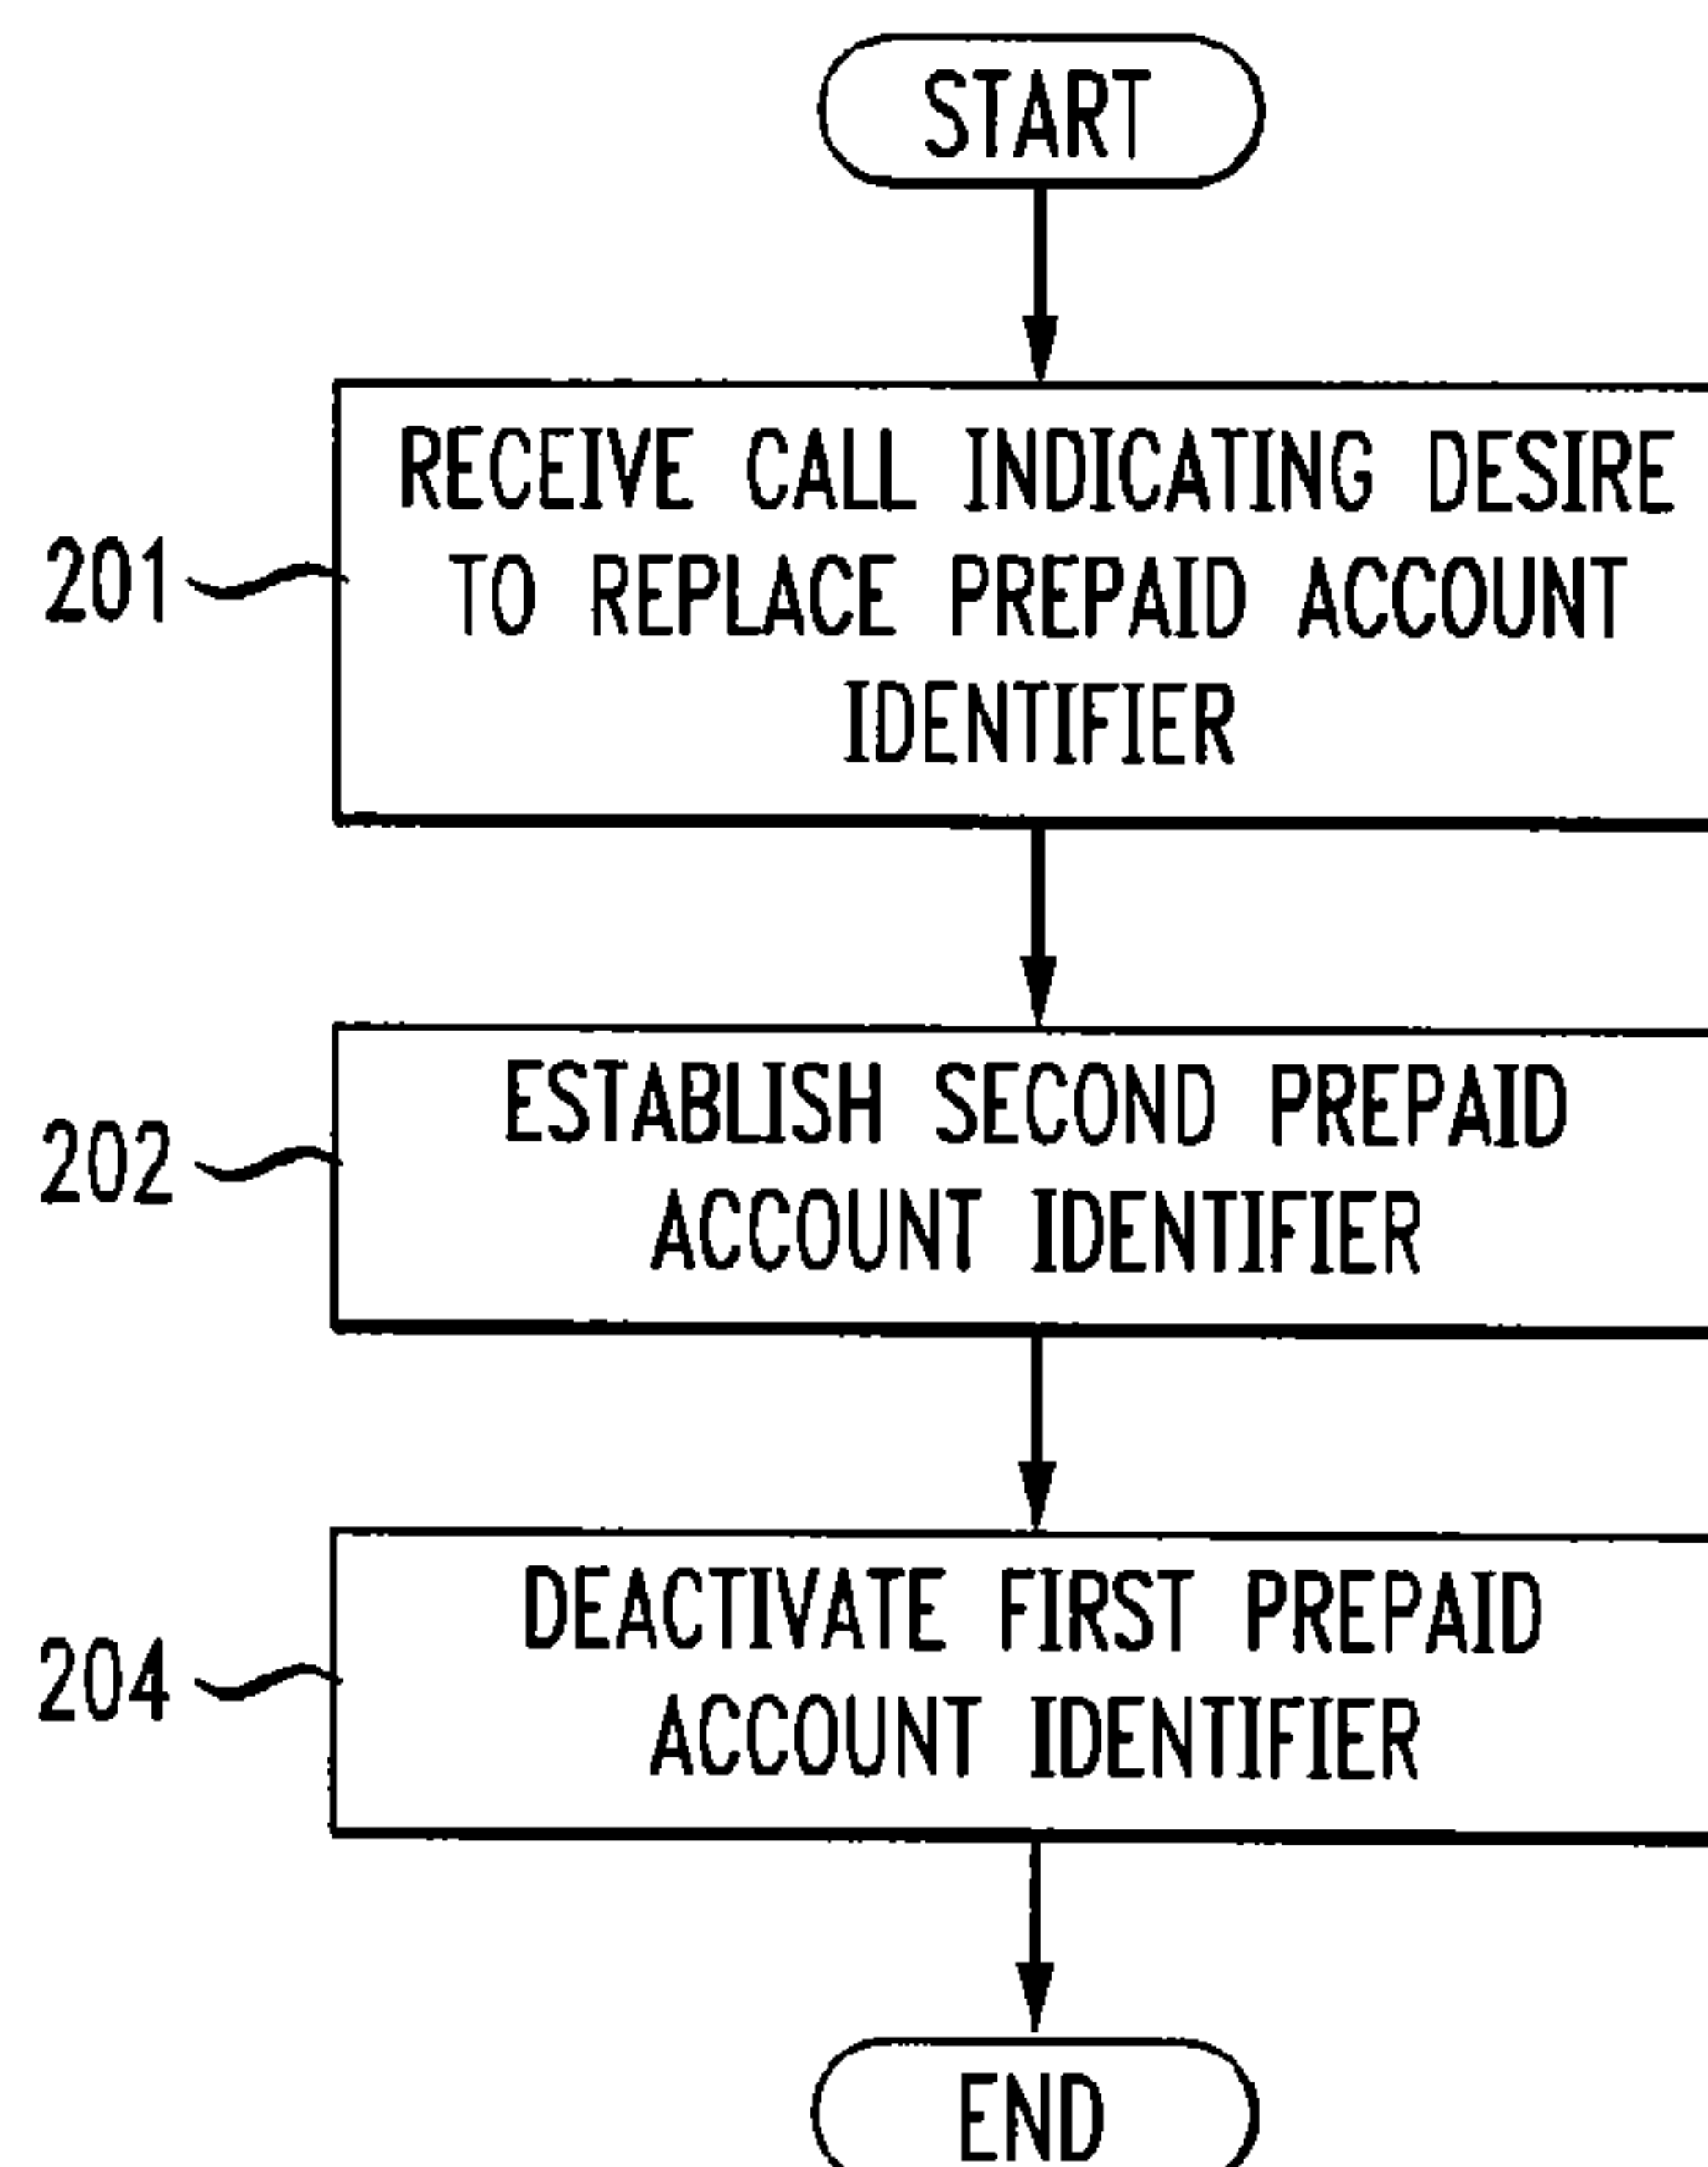 START
RECEIVE CALL INDICATING DESIRE
TO REPLACE PREPAID ACCOUNT
IDENTIFIER
201
ESTABLISH SECOND PREPAID
ACCOUNT IDENTIFIER
202
DEACTIVATE FIRST PREPAID
ACCOUNT IDENTIFIER
204
END